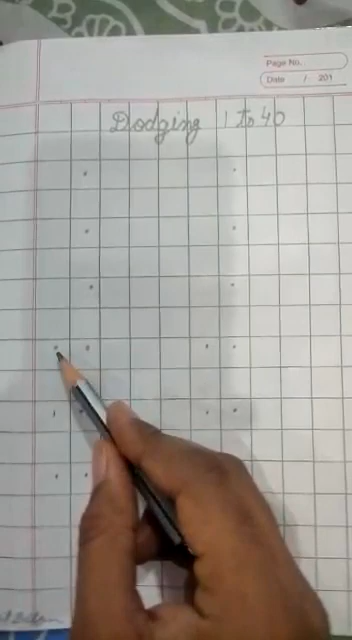 Page No.
Date / 201
Dodging 1 to 40